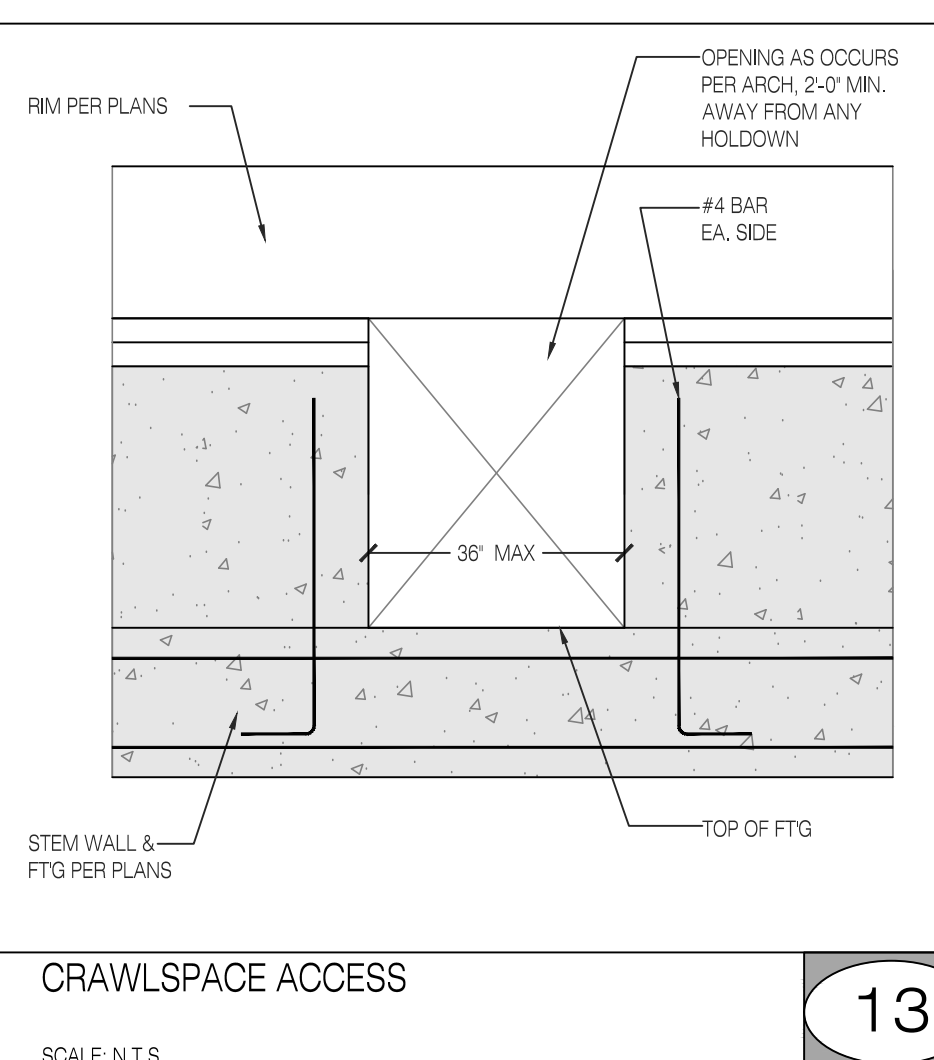 RIM PER PLANS
OPENING AS OCCURS
PER ARCH, 2'-0" MIN.
AWAY FROM ANY
HOLDOWN
#4 BAR
EA. SIDE
36" MAX
STEM WALL &
FT'G PER PLANS
TOP OF FT'G
CRAWLSPACE ACCESS
13
SCALE: N.T.S.